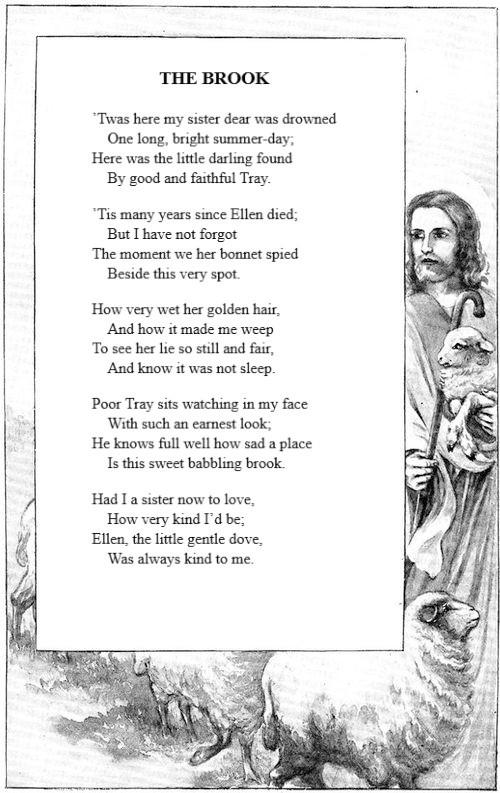 THE BROOK
'Twas here my sister dear was drowned
One long, bright summer-day;
Here was the little darling found
By good and faithful Tray.
'Tis many years since Ellen died;
But I have not forgot
The moment we her bonnet spied
Beside this very spot.
How very wet her golden hair,
And how it made me weep
To see her lie so still and fair,
And know it was not sleep.
Poor Tray sits watching in my face
With such an earnest look;
He knows full well how sad a place
Is this sweet babbling brook.
Had I a sister now to love,
How very kind I'd be;
Ellen, the little gentle dove,
Was always kind to me.